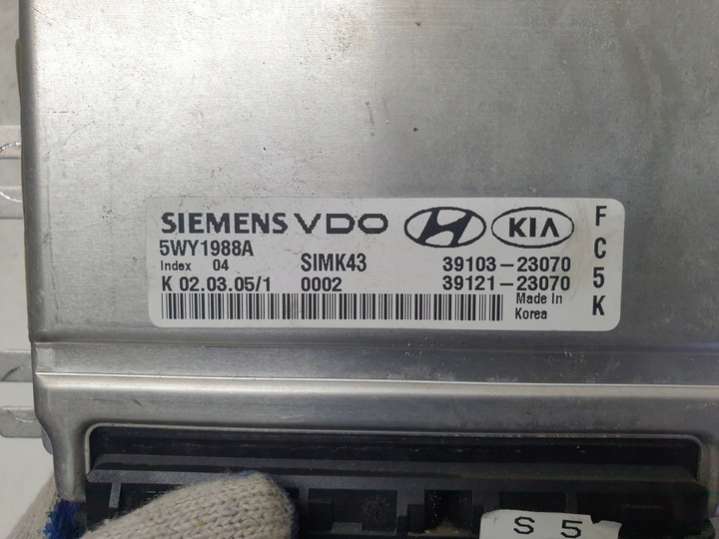 SIEMENS VDO KIA
5WY1988A
Index 04 SIMK43 39103-23070
K 02.03.05/1 0002 39121-23070
Made In
Korea
F
C
5
K
S 5